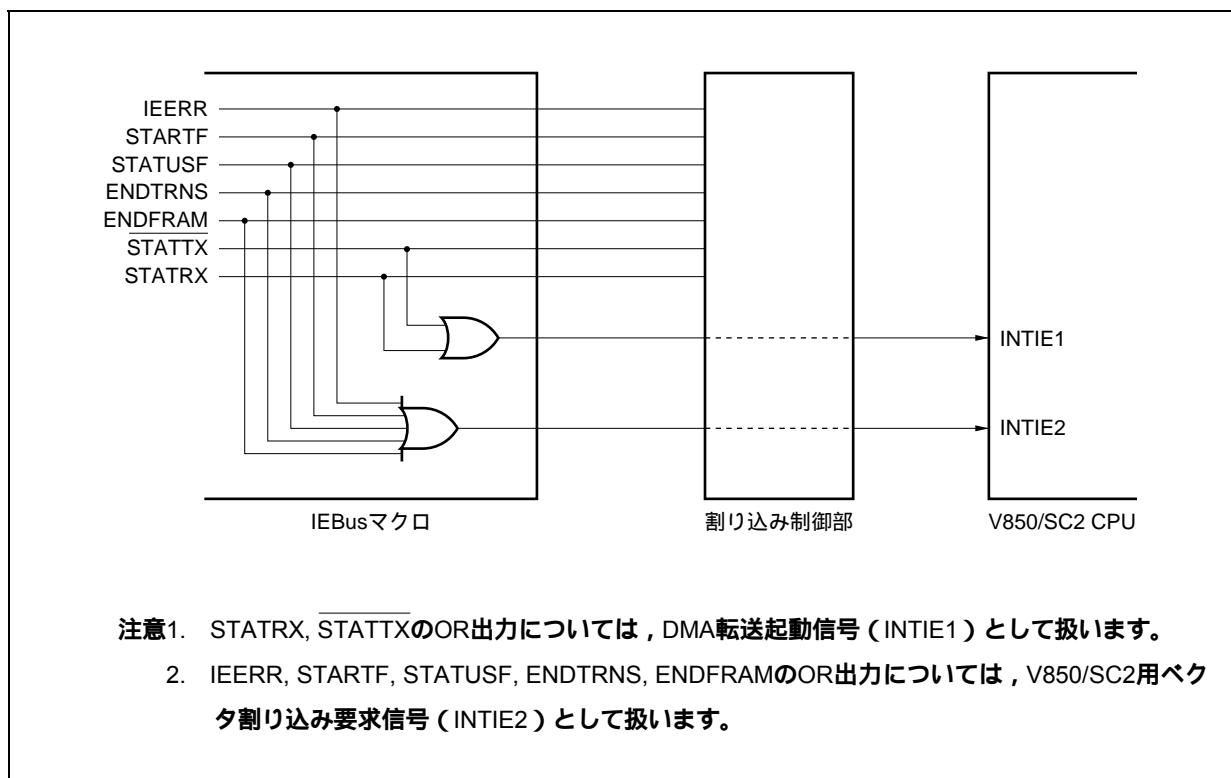 IEERR
STARTF
STATUSF
ENDTRNS
ENDFRAM
STATTX
STATRX
INTIE1
INTIE2
IEBusマクロ
割り込み制御部
V850/SC2 CPU
注意1. STATRX, STATTXのOR出力については，DMA転送起動信号（INTIE1）として扱います。
2. IEERR, STARTF, STATUSF, ENDTRNS, ENDFRAMのOR出力については，V850/SC2用ベク
タ割り込み要求信号（INTIE2）として扱います。